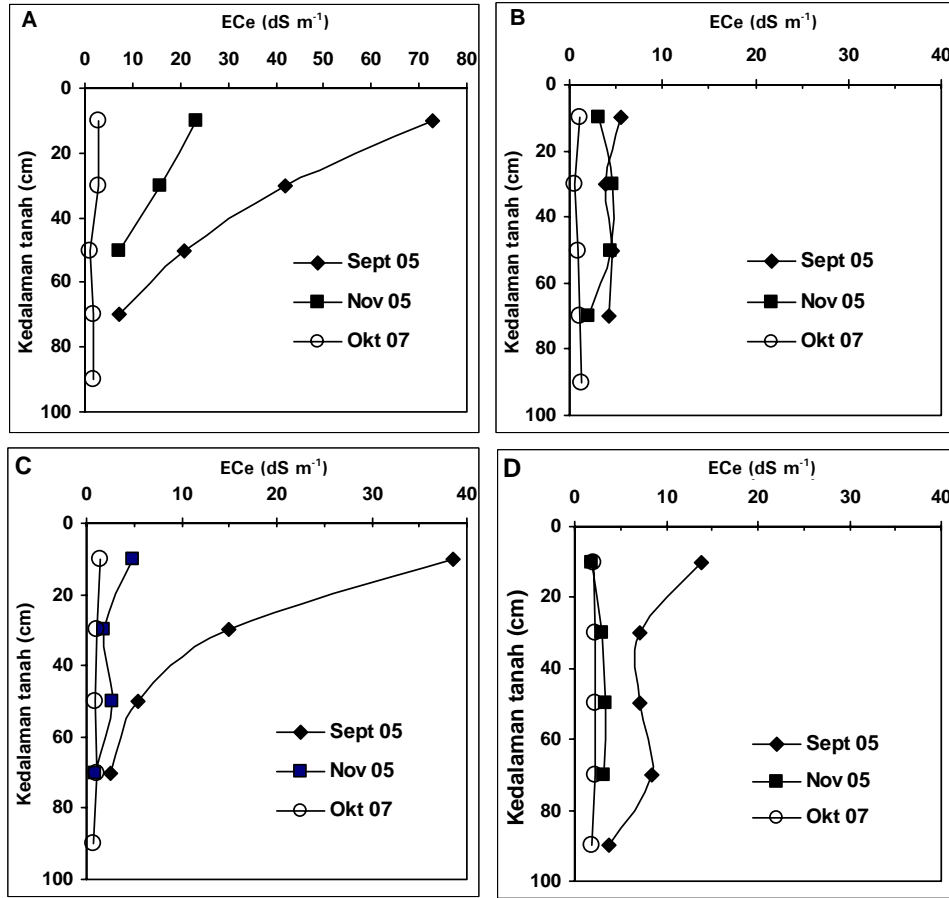 A
ECe (dS m⁻¹)
0 10 20 30 40 50 60 70 80
Kedalaman tanah (cm)
0
20
40
60
80
100
Sept 05
Nov 05
Okt 07
B
ECe (dS m⁻¹)
0 10 20 30 40
Kedalaman tanah (cm)
0
20
40
60
80
100
Sept 05
Nov 05
Okt 07
C
ECe (dS m⁻¹)
0 10 20 30 40
Kedalaman tanah (cm)
0
20
40
60
80
100
Sept 05
Nov 05
Okt 07
D
ECe (dS m⁻¹)
0 10 20 30 40
Kedalaman tanah (cm)
0
20
40
60
80
100
Sept 05
Nov 05
Okt 07